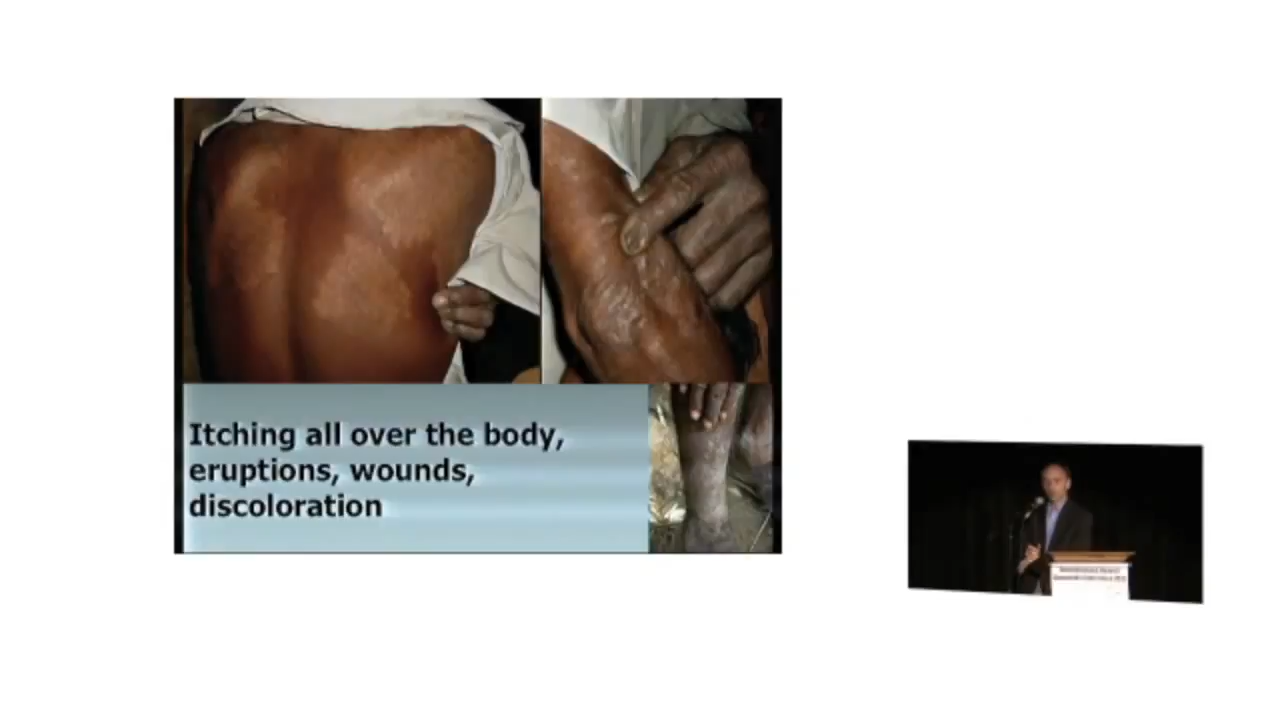 Itching all over the body,
eruptions, wounds,
discoloration